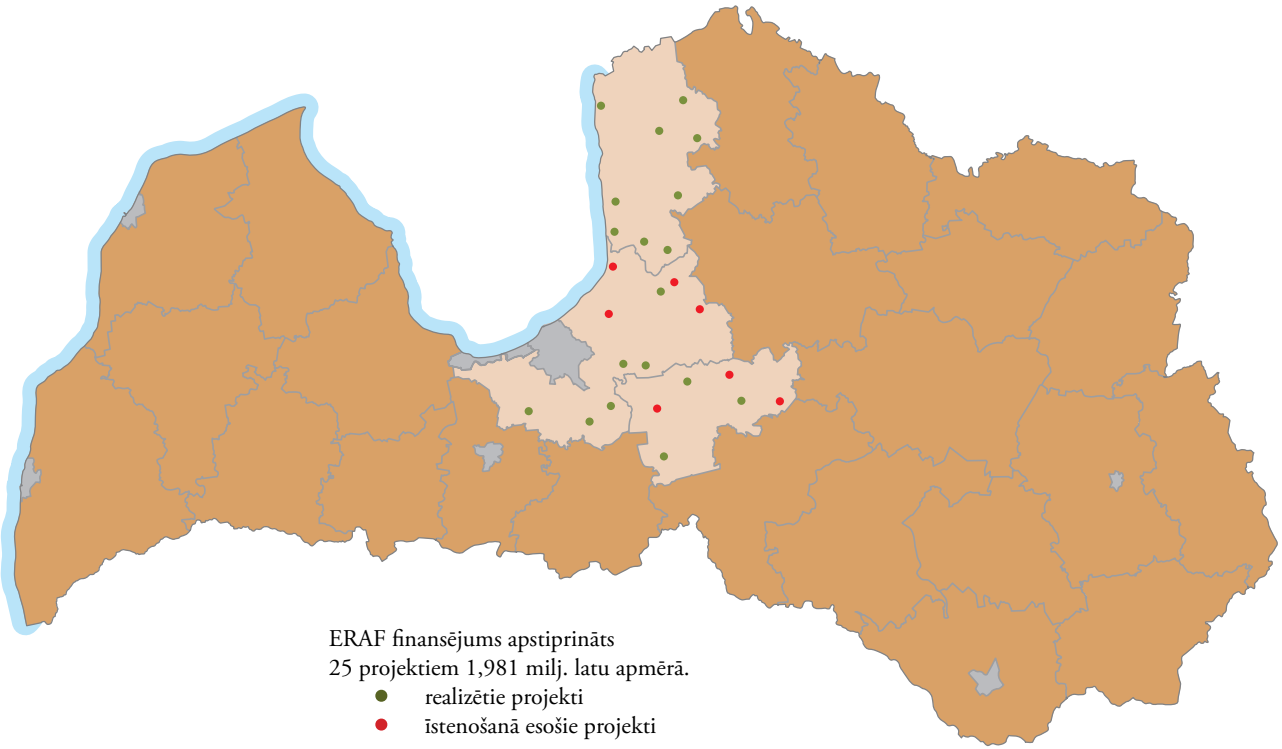 ERAF finansējums apstiprināts
25 projektiem 1,981 milj. latu apmērā.
realizētie projekti
īstenošanā esošie projekti